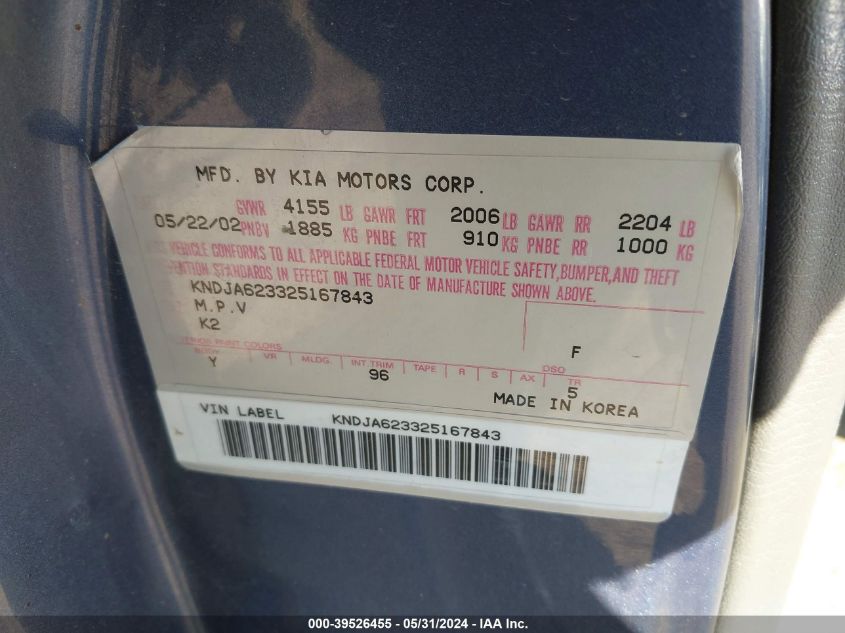 MFD. BY KIA MOTORS CORP.
GVWR 4155 LB GAWR FRT 2006 LB GAWR RR 2204 LB
05/22/02 PNBV 1885 KG PNBE FRT 910 KG PNBE RR 1000 KG
VEHICLE CONFORMS TO ALL APPLICABLE FEDERAL MOTOR VEHICLE SAFETY,BUMPER,AND THEFT
STANDARDS IN EFFECT ON THE DATE OF MANUFACTURE SHOWN ABOVE.
KNDJA623325167843
M.P.V
K2
F
PAINT COLORS DSO
BODY VR MLDG. INT TRIM TAPE R S AX TR
Y 96 5
MADE IN KOREA
VIN LABEL KNDJA623325167843
000-39526455 - 05/31/2024 - IAA Inc.